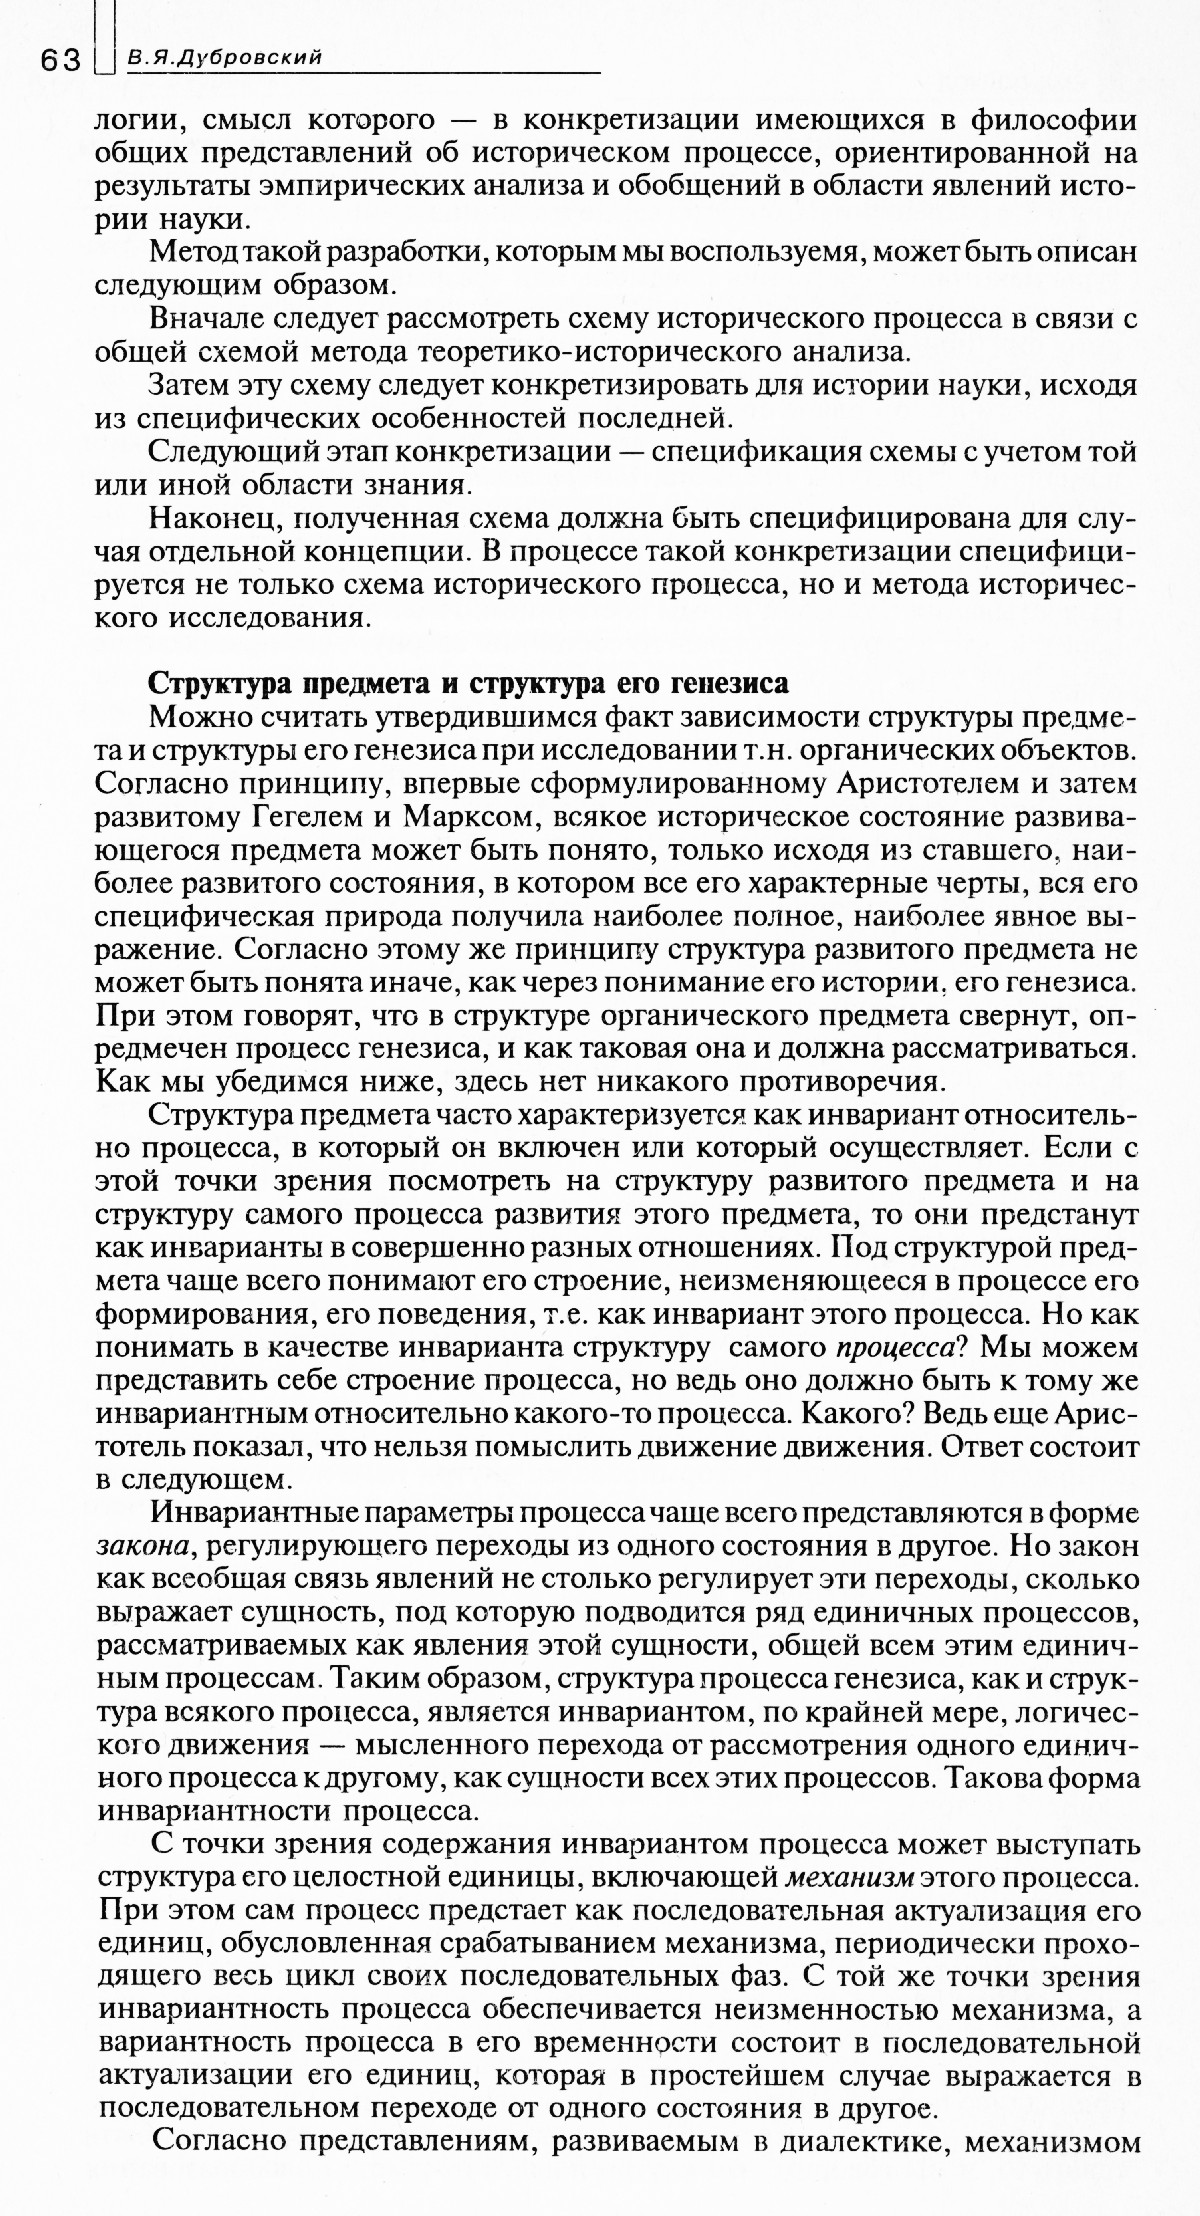 63
В.Я.Дубровский
логии, смысл которого — в конкретизации имеющихся в философии
общих представлений об историческом процессе, ориентированной на
результаты эмпирических анализа и обобщений в области явлений исто-
рии науки.
Метод такой разработки, которым мы воспользуемя, может быть описан
следующим образом.
Вначале следует рассмотреть схему исторического процесса в связи с
общей схемой метода теоретико-исторического анализа.
Затем эту схему следует конкретизировать для истории науки, исходя
из специфических особенностей последней.
Следующий этап конкретизации — спецификация схемы с учетом той
или иной области знания.
Наконец, полученная схема должна быть специфицирована для слу-
чая отдельной концепции. В процессе такой конкретизации специфици-
руется не только схема исторического процесса, но и метода историчес-
кого исследования.
Структура предмета и структура его генезиса
Можно считать утвердившимся факт зависимости структуры предме-
та и структуры его генезиса при исследовании т.н. органических объектов.
Согласно принципу, впервые сформулированному Аристотелем и затем
развитому Гегелем и Марксом, всякое историческое состояние развива-
ющегося предмета может быть понято, только исходя из ставшего, наи-
более развитого состояния, в котором все его характерные черты, вся его
специфическая природа получила наиболее полное, наиболее явное вы-
ражение. Согласно этому же принципу структура развитого предмета не
может быть понята иначе, как через понимание его истории, его генезиса.
При этом говорят, что в структуре органического предмета свернут, оп-
редмечен процесс генезиса, и как таковая она и должна рассматриваться.
Как мы убедимся ниже, здесь нет никакого противоречия.
Структура предмета часто характеризуется как инвариант относитель-
но процесса, в который он включен или который осуществляет. Если с
этой точки зрения посмотреть на структуру развитого предмета и на
структуру самого процесса развития этого предмета, то они предстанут
как инварианты в совершенно разных отношениях. Под структурой пред-
мета чаще всего понимают его строение, неизменяющееся в процессе его
формирования, его поведения, т.е. как инвариант этого процесса. Но как
понимать в качестве инварианта структуру самого процесса? Мы можем
представить себе строение процесса, но ведь оно должно быть к тому же
инвариантным относительно какого-то процесса. Какого? Ведь еще Арис-
тотель показал, что нельзя помыслить движение движения. Ответ состоит
в следующем.
Инвариантные параметры процесса чаще всего представляются в форме
закона, регулирующего переходы из одного состояния в другое. Но закон
как всеобщая связь явлений не столько регулирует эти переходы, сколько
выражает сущность, под которую подводится ряд единичных процессов,
рассматриваемых как явления этой сущности, общей всем этим единич-
ным процессам. Таким образом, структура процесса генезиса, как и струк-
тура всякого процесса, является инвариантом, по крайней мере, логичес-
кого движения — мысленного перехода от рассмотрения одного единич-
ного процесса к другому, как сущности всех этих процессов. Такова форма
инвариантности процесса.
С точки зрения содержания инвариантом процесса может выступать
структура его целостной единицы, включающей механизм этого процесса.
При этом сам процесс предстает как последовательная актуализация его
единиц, обусловленная срабатыванием механизма, периодически прохо-
дящего весь цикл своих последовательных фаз. С той же точки зрения
инвариантность процесса обеспечивается неизменностью механизма, а
вариантность процесса в его временности состоит в последовательной
актуализации его единиц, которая в простейшем случае выражается в
последовательном переходе от одного состояния в другое.
Согласно представлениям, развиваемым в диалектике, механизмом